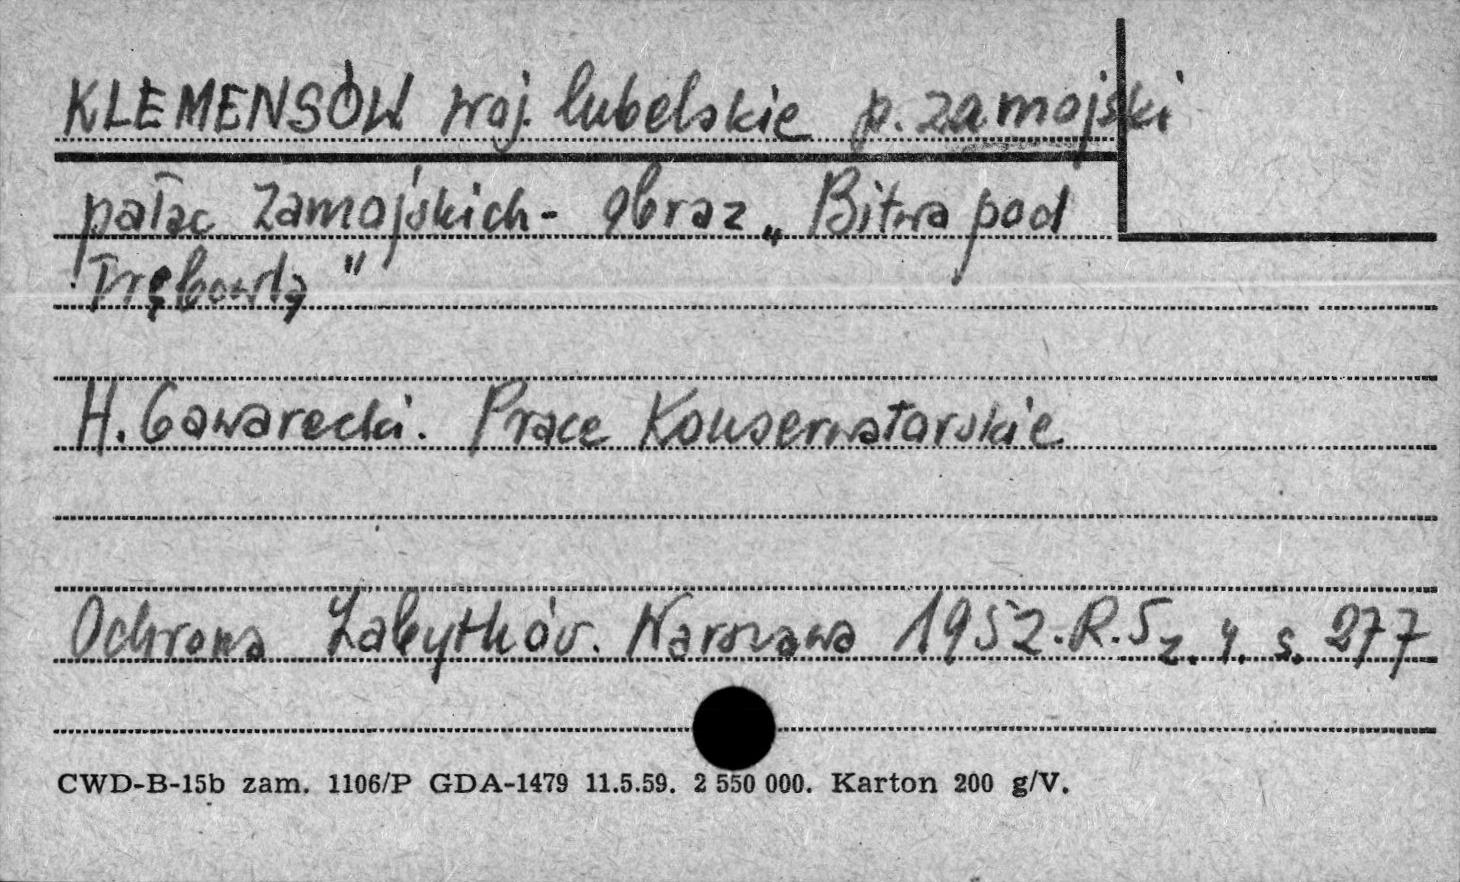 KLEMENSÓW woj. lubelskie p. zamojski
pałac Zamojskich - obraz „Bitwa pod
Trębowlą"
H. Gawarecki. Prace Konserwatorskie
Ochrona Zabytków. Warszawa 1952. R. 5 z. 4. s. 277
CWD-B-15b zam. 1106/P GDA-1479 11.5.59. 2 550 000. Karton 200 g/V.